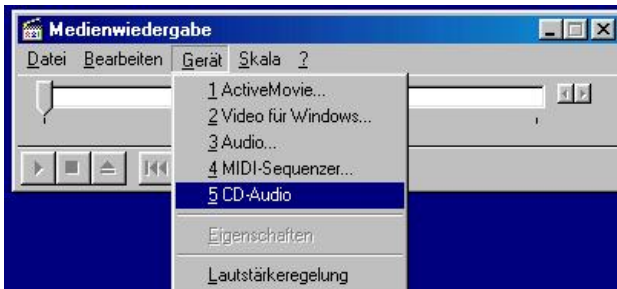 Medienwiedergabe
Datei Bearbeiten Gerät Skala ?
1 ActiveMovie...
2 Video für Windows...
3 Audio...
4 MIDI-Sequenzer...
5 CD-Audio
Eigenschaften
Lautstärkeregelung